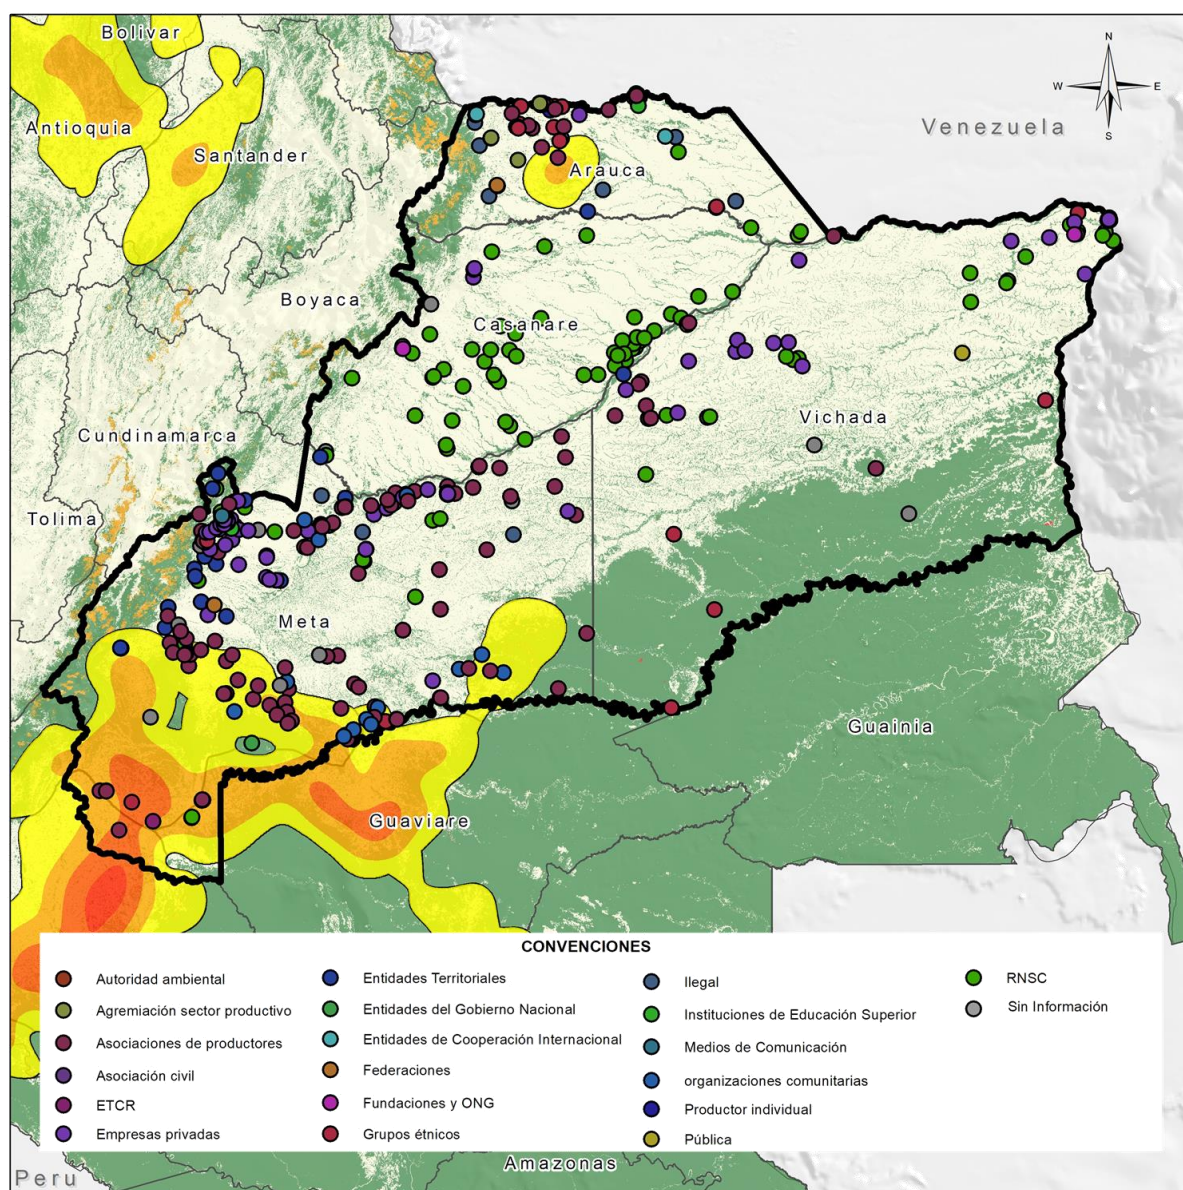 Bolivar
N
W
E
S
Antioquia
Santander
Venezuela
Arauca
Boyaca
Casanare
Cundinamarca
Vichada
Tolima
Meta
Guainia
Guaviare
CONVENCIONES
Autoridad ambiental
Agremiación sector productivo
Asociaciones de productores
Asociación civil
ETCR
Empresas privadas
Entidades Territoriales
Entidades del Gobierno Nacional
Entidades de Cooperación Internacional
Federaciones
Fundaciones y ONG
Grupos étnicos
Ilegal
Instituciones de Educación Superior
Medios de Comunicación
organizaciones comunitarias
Productor individual
Pública
RNSC
Sin Información
Amazonas
Peru